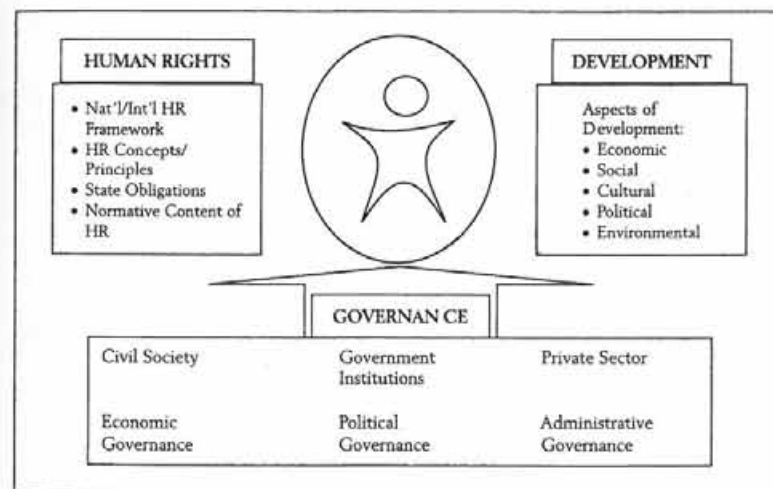 HUMAN RIGHTS
• Nat'l/Int'l HR
Framework
• HR Concepts/
Principles
• State Obligations
• Normative Content of
HR
DEVELOPMENT
Aspects of
Development:
• Economic
• Social
• Cultural
• Political
• Environmental
GOVERNAN CE
Civil Society
Government
Institutions
Private Sector
Economic
Governance
Political
Governance
Administrative
Governance